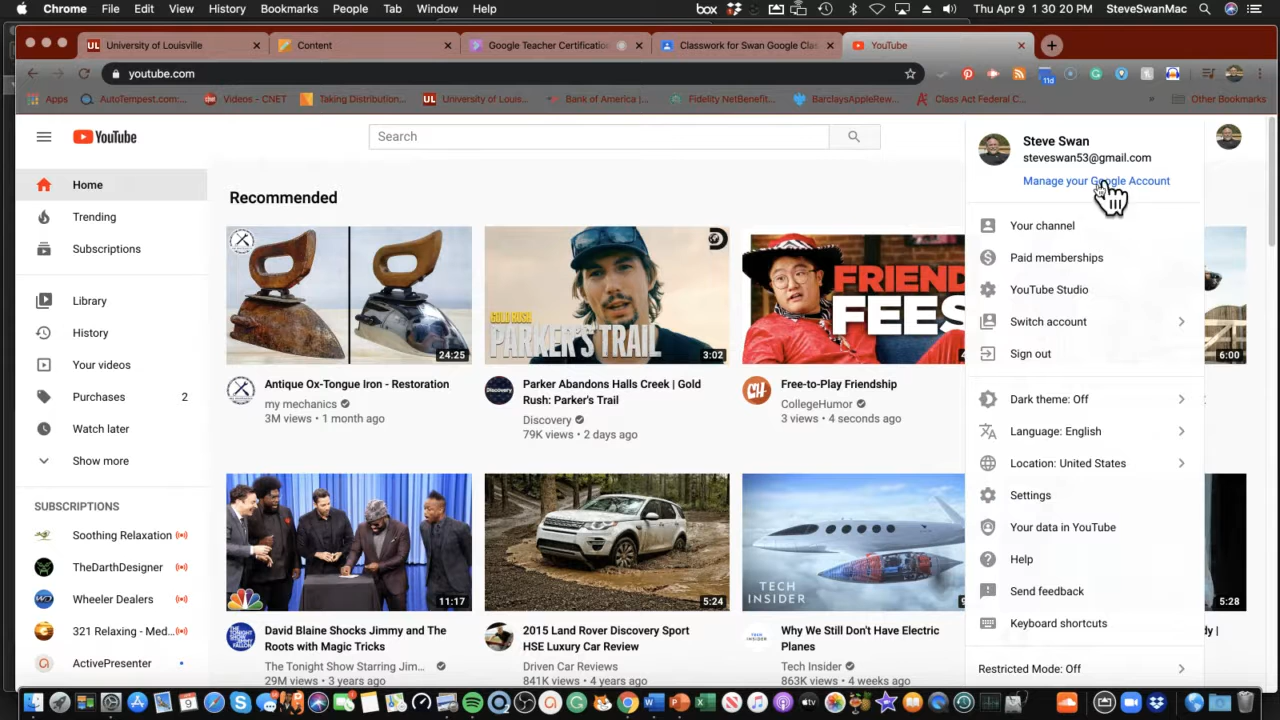 Chrome File Edit View History Bookmarks People Tab Window Help box Thu Apr 9 1:30:20 PM SteveSwanMac
University of Louisville Content Google Teacher Certification Classwork for Swan Google Clas YouTube
youtube.com 11d
Apps AutoTempest.com:... Videos - CNET Taking Distribution... University of Louis... Bank of America |... Fidelity NetBenefit... BarclaysAppleRew... Class Act Federal C... » Other Bookmarks
YouTube
Search
Home
Trending
Subscriptions
Library
History
Your videos
Purchases 2
Watch later
Show more
SUBSCRIPTIONS
Soothing Relaxation
TheDarthDesigner
Wheeler Dealers
321 Relaxing - Med...
ActivePresenter
Recommended
24:25
Antique Ox-Tongue Iron - Restoration
my mechanics
3M views • 1 month ago
GOLD RUSH
PARKER'S TRAIL
3:02
Parker Abandons Halls Creek | Gold
Rush: Parker's Trail
Discovery
79K views • 2 days ago
FRIEND
FEES
Free-to-Play Friendship
CollegeHumor
3 views • 4 seconds ago
6:00
11:17
David Blaine Shocks Jimmy and The
Roots with Magic Tricks
The Tonight Show Starring Jim...
29M views • 3 years ago
5:24
2015 Land Rover Discovery Sport
HSE Luxury Car Review
Driven Car Reviews
841K views • 4 years ago
TECH
INSIDER
Why We Still Don't Have Electric
Planes
Tech Insider
863K views • 4 weeks ago
5:28
Steve Swan
steveswan53@gmail.com
Manage your Google Account
Your channel
Paid memberships
YouTube Studio
Switch account
Sign out
Dark theme: Off
Language: English
Location: United States
Settings
Your data in YouTube
Help
Send feedback
Keyboard shortcuts
Restricted Mode: Off